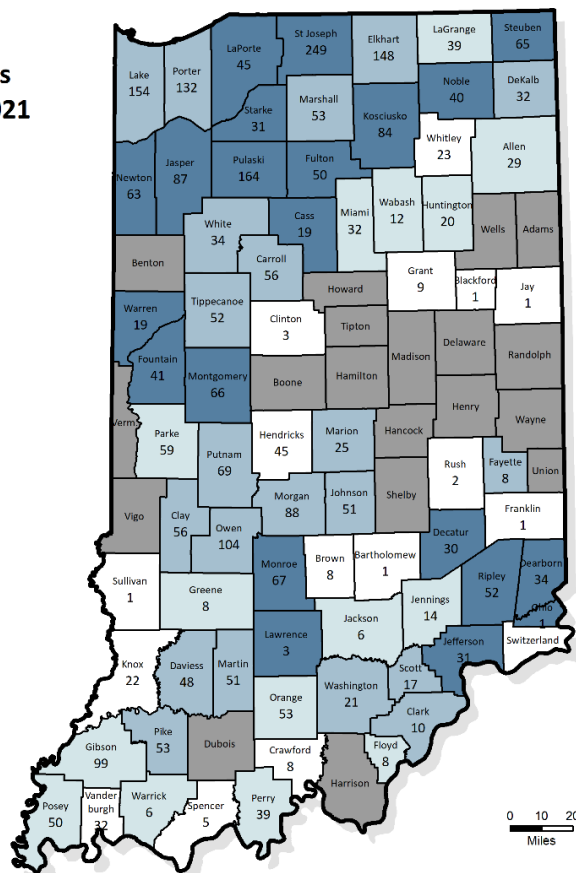 s
021
Lake
154
Porter
132
LaPorte
45
St Joseph
249
Elkhart
148
LaGrange
39
Steuben
65
Noble
40
DeKalb
32
Starke
31
Marshall
53
Kosciusko
84
Whitley
23
Allen
29
Newton
63
Jasper
87
Pulaski
164
Fulton
50
Miami
32
Wabash
12
Huntington
20
Wells
Adams
White
34
Cass
19
Carroll
56
Benton
Howard
Grant
9
Blackford
1
Jay
1
Warren
19
Tippecanoe
52
Clinton
3
Tipton
Madison
Delaware
Randolph
Fountain
41
Montgomery
66
Boone
Hamilton
Henry
Wayne
Verm.
Parke
59
Putnam
69
Hendricks
45
Marion
25
Hancock
Rush
2
Fayette
8
Union
Vigo
Clay
56
Owen
104
Morgan
88
Johnson
51
Shelby
Franklin
1
Decatur
30
Sullivan
1
Greene
8
Monroe
67
Brown
8
Bartholomew
1
Jennings
14
Ripley
52
Dearborn
34
Ohio
1
Switzerland
Knox
22
Daviess
48
Martin
51
Lawrence
3
Jackson
6
Jefferson
31
Scott
17
Washington
21
Clark
10
Orange
53
Gibson
99
Pike
53
Dubois
Crawford
8
Harrison
Floyd
8
Posey
50
Vander
burgh
32
Warrick
6
Spencer
5
Perry
39
0 10 20
Miles